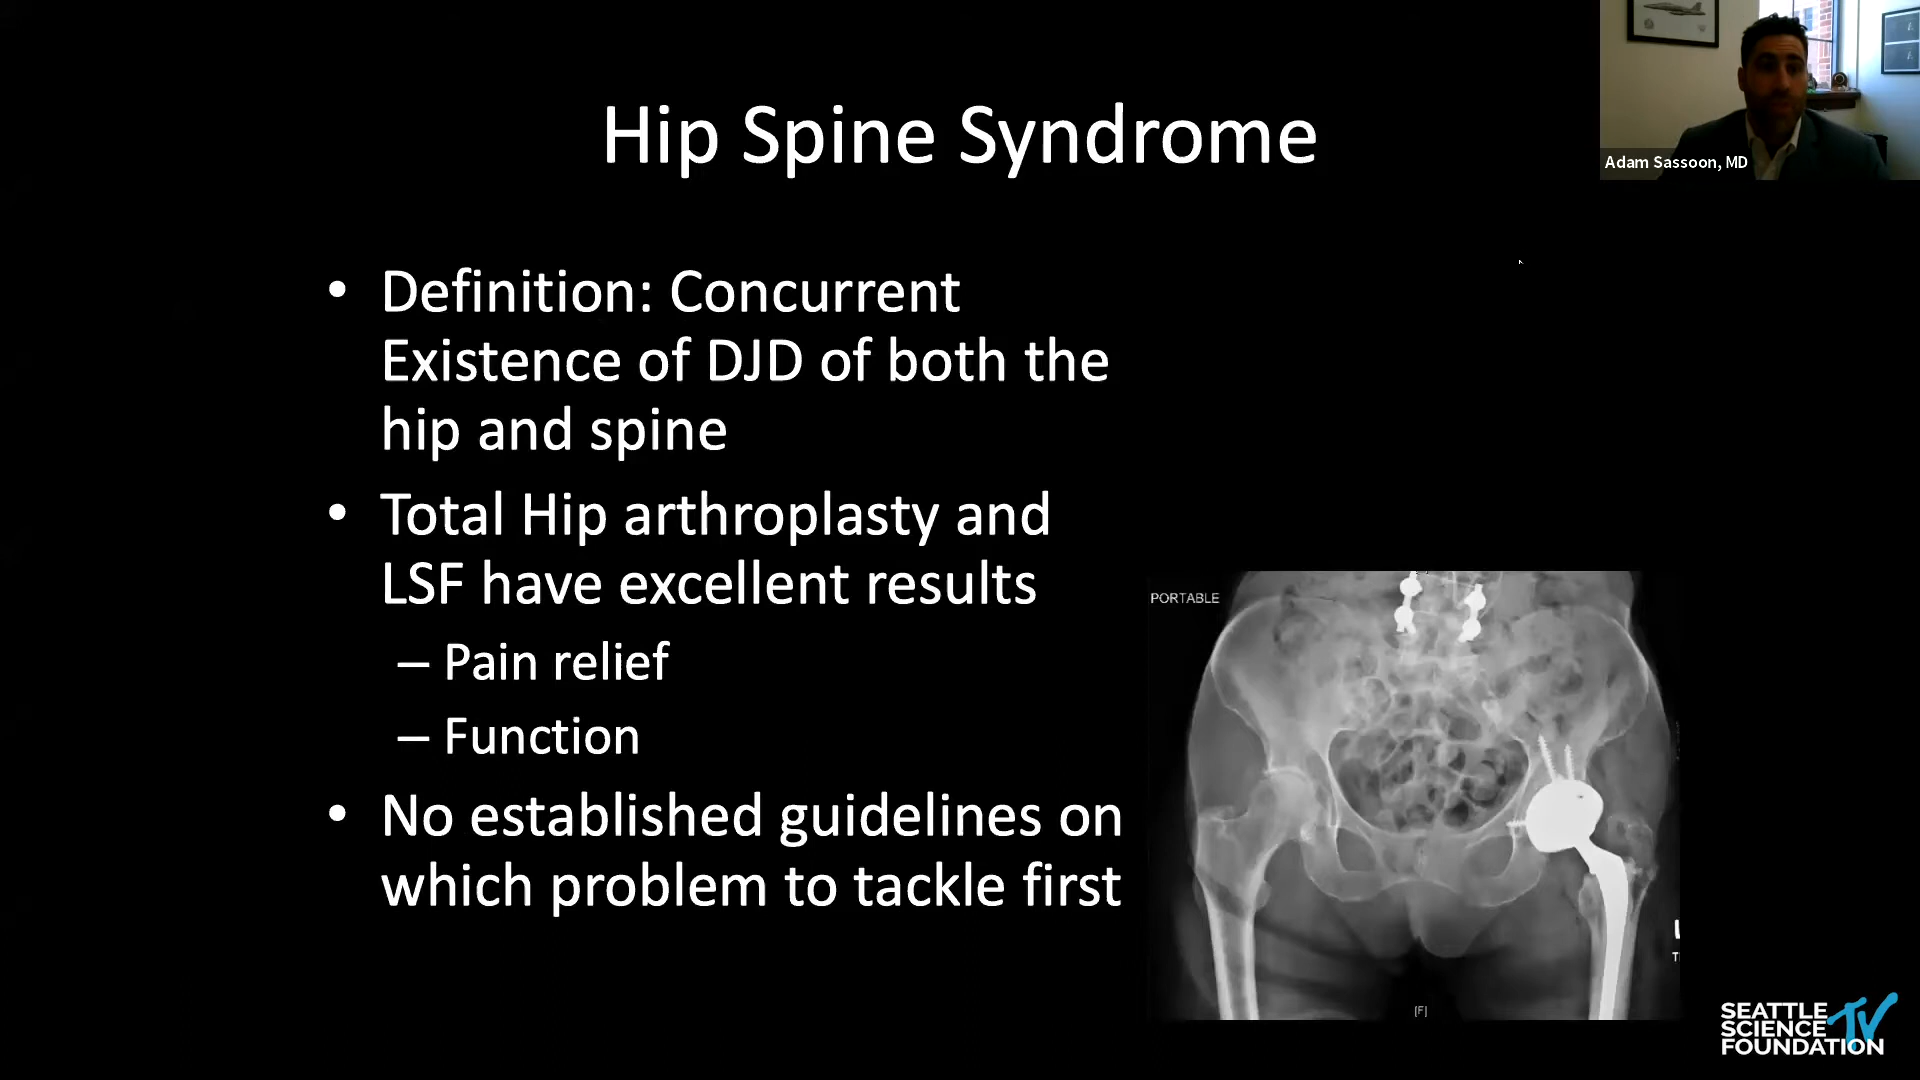 Hip Spine Syndrome
Adam Sassoon, MD
• Definition: Concurrent
Existence of DJD of both the
hip and spine
• Total Hip arthroplasty and
LSF have excellent results
– Pain relief
– Function
• No established guidelines on
which problem to tackle first
PORTABLE
[F]
SEATTLE
SCIENCE
FOUNDATION
TV